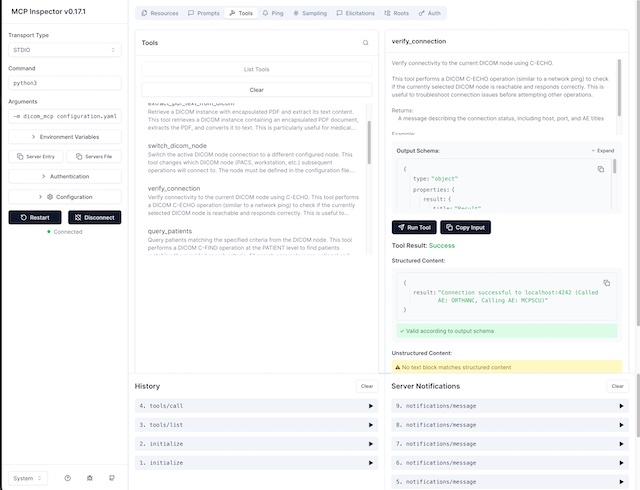 MCP Inspector v0.17.1
Transport Type
STDIO
Command
python3
Arguments
-m dicom_mcp configuration.yaml
Environment Variables
Server Entry
Servers File
Authentication
Configuration
Restart
Disconnect
Connected
System
Resources
Prompts
Tools
Ping
Sampling
Elicitations
Roots
Auth
Tools
List Tools
Clear
extract_pdf_text_from_dicom
Retrieve a DICOM instance with encapsulated PDF and extract its text content.
This tool retrieves a DICOM instance containing an encapsulated PDF document,
extracts the PDF, and converts it to text. This is particularly useful for medical...
switch_dicom_node
Switch the active DICOM node connection to a different configured node. This
tool changes which DICOM node (PACS, workstation, etc.) subsequent
operations will connect to. The node must be defined in the configuration file...
verify_connection
Verify connectivity to the current DICOM node using C-ECHO. This tool performs
a DICOM C-ECHO operation (similar to a network ping) to check if the currently
selected DICOM node is reachable and responds correctly. This is useful to...
query_patients
Query patients matching the specified criteria from the DICOM node. This tool
performs a DICOM C-FIND operation at the PATIENT level to find patients
verify_connection
Verify connectivity to the current DICOM node using C-ECHO.
This tool performs a DICOM C-ECHO operation (similar to a network ping) to check
if the currently selected DICOM node is reachable and responds correctly. This is
useful to troubleshoot connection issues before attempting other operations.
Returns:
A message describing the connection status, including host, port, and AE titles
Example:
Output Schema:
Expand
{
type: "object"
properties: {
result: {
title: "Result"
Run Tool
Copy Input
Tool Result: Success
Structured Content:
{
result: "Connection successful to localhost:4242 (Called
AE: ORTHANC, Calling AE: MCPSCU)"
}
✓ Valid according to output schema
Unstructured Content:
⚠ No text block matches structured content
History
Clear
4. tools/call
3. tools/list
2. initialize
1. initialize
Server Notifications
Clear
9. notifications/message
8. notifications/message
7. notifications/message
6. notifications/message
5. notifications/message